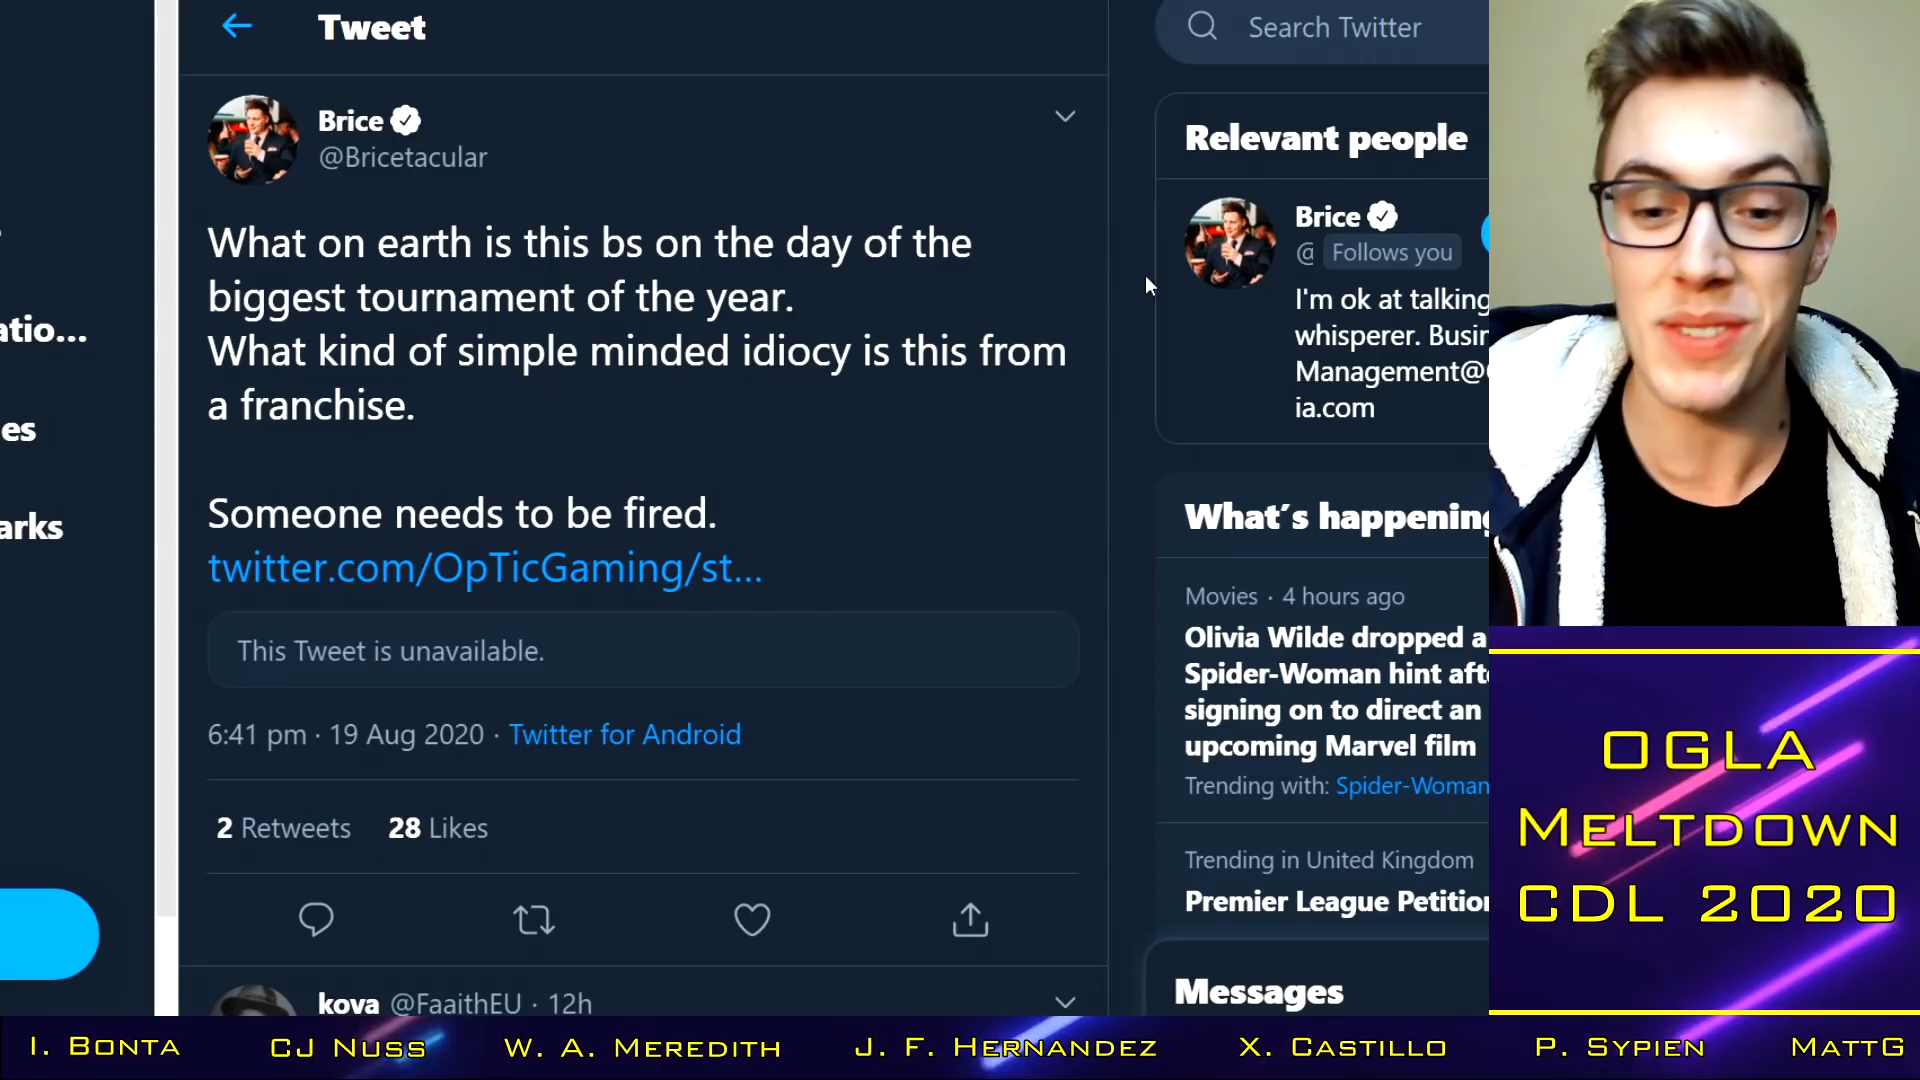 Tweet
Search Twitter
Brice
@Bricetacular
What on earth is this bs on the day of the
biggest tournament of the year.
What kind of simple minded idiocy is this from
a franchise.
Someone needs to be fired.
twitter.com/OpTicGaming/st...
This Tweet is unavailable.
6:41 pm · 19 Aug 2020 · Twitter for Android
2 Retweets 28 Likes
kova @FaaithEU · 12h
atio...
es
arks
Relevant people
Brice
@ Follows you
I'm ok at talking
whisperer. Busin
Management@
ia.com
What's happening
Movies · 4 hours ago
Olivia Wilde dropped a
Spider-Woman hint afte
signing on to direct an
upcoming Marvel film
Trending with: Spider-Woman
Trending in United Kingdom
Premier League Petition
Messages
OGLA
MELTDOWN
CDL 2020
I. BONTA CJ NUSS W. A. MEREDITH J. F. HERNANDEZ X. CASTILLO P. SYPIEN MATTG